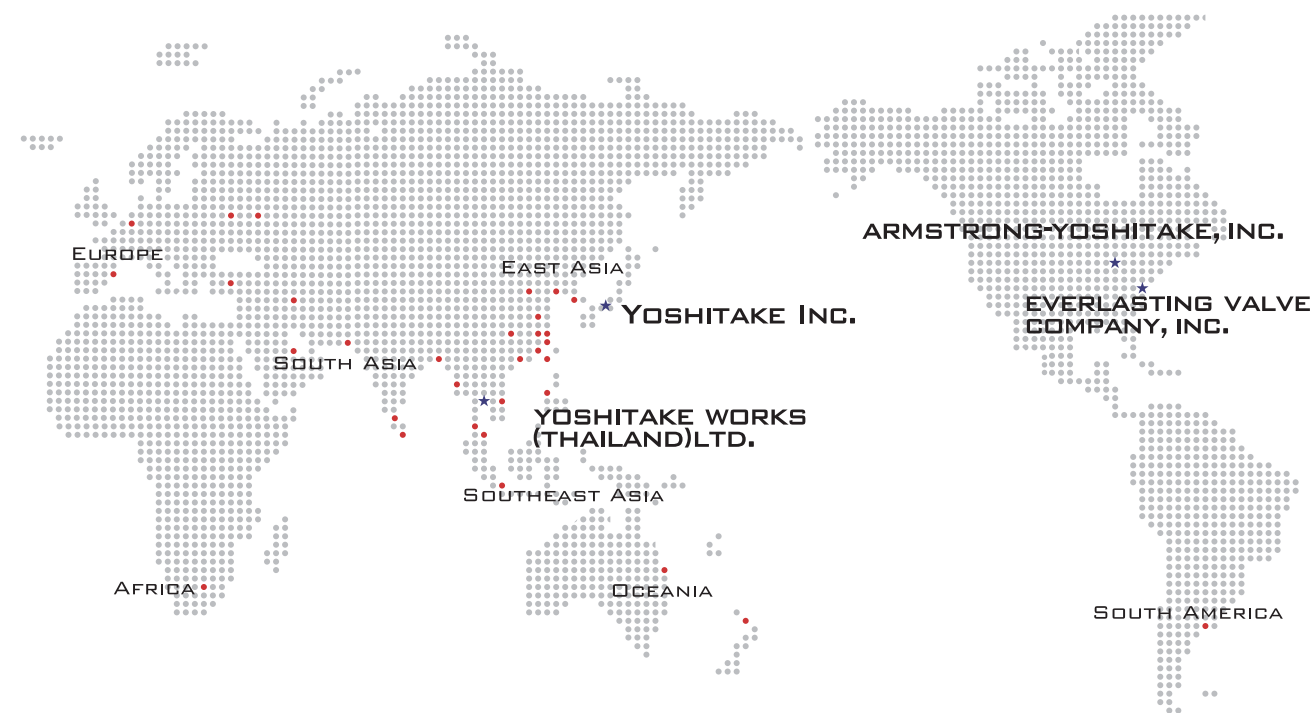 ARMSTRONG-YOSHITAKE, INC.
EUROPE
EAST ASIA
EVERLASTING VALVE
COMPANY, INC.
YOSHITAKE INC.
SOUTH ASIA
YOSHITAKE WORKS
(THAILAND)LTD.
SOUTHEAST ASIA
AFRICA
OCEANIA
SOUTH AMERICA